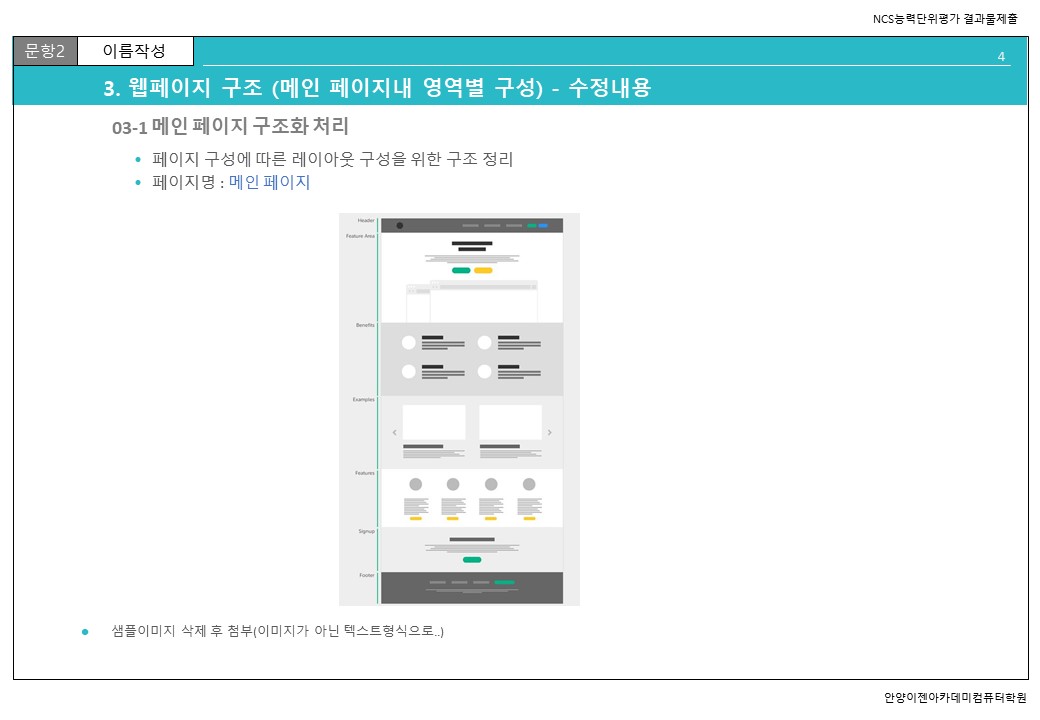 NCS능력단위평가 결과물제출
문항2
이름작성
4
3. 웹페이지 구조 (메인 페이지내 영역별 구성) - 수정내용
03-1 메인 페이지 구조화 처리
• 페이지 구성에 따른 레이아웃 구성을 위한 구조 정리
• 페이지명 : 메인 페이지
Header
Feature Area
Benefits
Examples
Features
Signup
Footer
● 샘플이미지 삭제 후 첨부(이미지가 아닌 텍스트형식으로..)
안양이젠아카데미컴퓨터학원